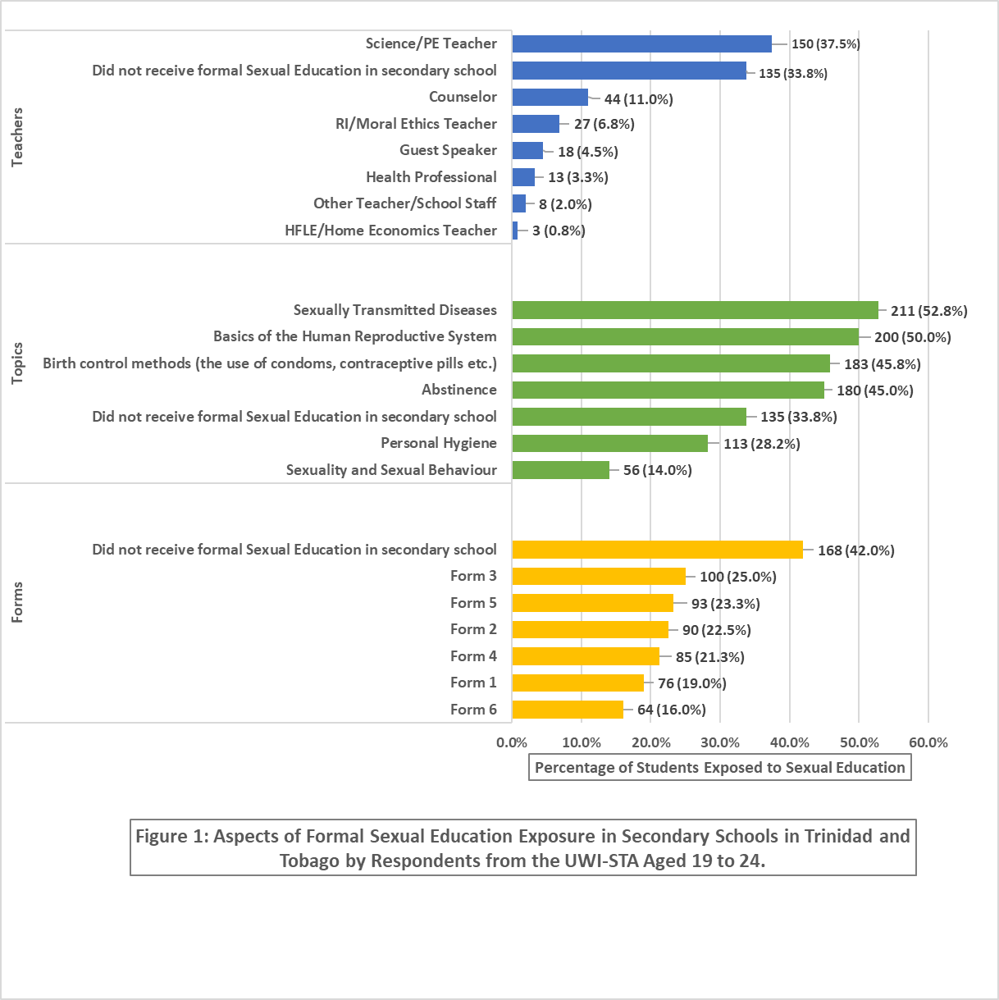 Teachers
Science/PE Teacher 150 (37.5%)
Did not receive formal Sexual Education in secondary school 135 (33.8%)
Counselor 44 (11.0%)
RI/Moral Ethics Teacher 27 (6.8%)
Guest Speaker 18 (4.5%)
Health Professional 13 (3.3%)
Other Teacher/School Staff 8 (2.0%)
HFLE/Home Economics Teacher 3 (0.8%)
Topics
Sexually Transmitted Diseases 211 (52.8%)
Basics of the Human Reproductive System 200 (50.0%)
Birth control methods (the use of condoms, contraceptive pills etc.) 183 (45.8%)
Abstinence 180 (45.0%)
Did not receive formal Sexual Education in secondary school 135 (33.8%)
Personal Hygiene 113 (28.2%)
Sexuality and Sexual Behaviour 56 (14.0%)
Forms
Did not receive formal Sexual Education in secondary school 168 (42.0%)
Form 3 100 (25.0%)
Form 5 93 (23.3%)
Form 2 90 (22.5%)
Form 4 85 (21.3%)
Form 1 76 (19.0%)
Form 6 64 (16.0%)
0.0% 10.0% 20.0% 30.0% 40.0% 50.0% 60.0%
Percentage of Students Exposed to Sexual Education
Figure 1: Aspects of Formal Sexual Education Exposure in Secondary Schools in Trinidad and
Tobago by Respondents from the UWI-STA Aged 19 to 24.